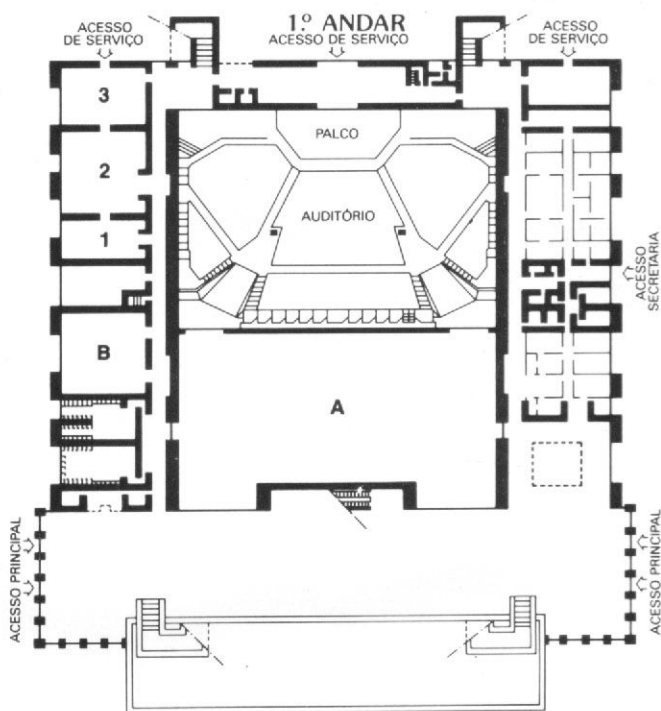 1º ANDAR
ACESSO DE SERVIÇO
ACESSO
DE SERVIÇO
ACESSO
DE SERVIÇO
3
PALCO
2
AUDITÓRIO
1
ACESSO
SECRETARIA
B
A
ACESSO PRINCIPAL
ACESSO PRINCIPAL